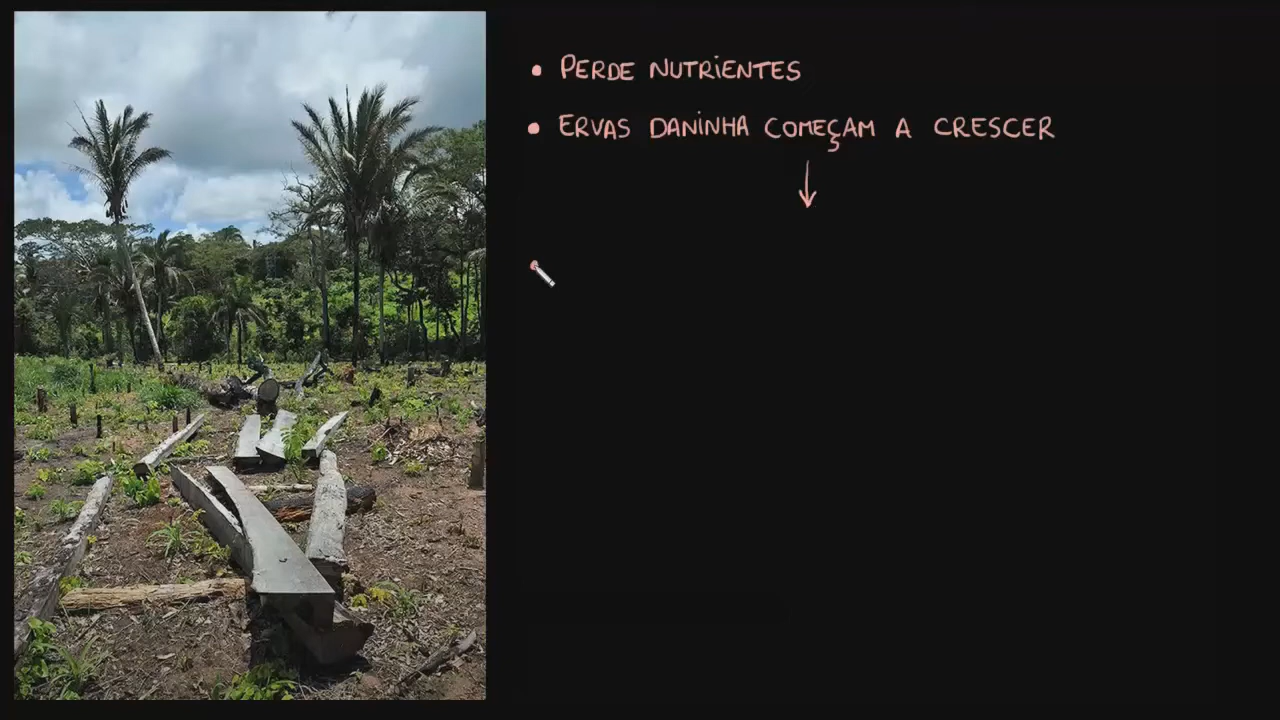 • PERDE NUTRIENTES
• ERVAS DANINHA COMEÇAM A CRESCER